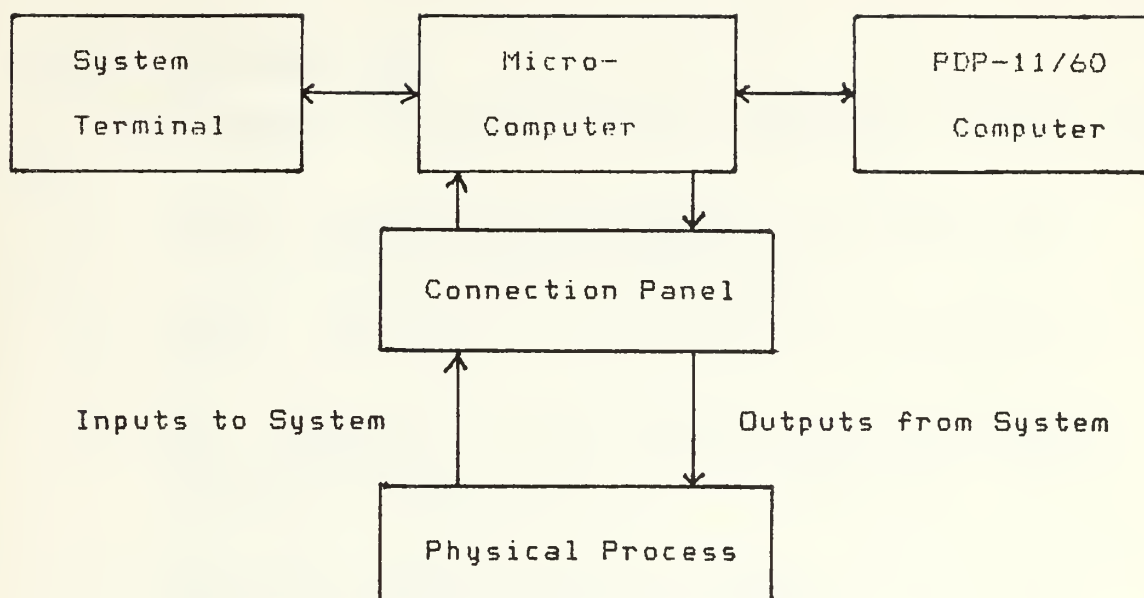 System
Terminal
Micro-
Computer
PDP-11/60
Computer
Connection Panel
Inputs to System
Outputs from System
Physical Process